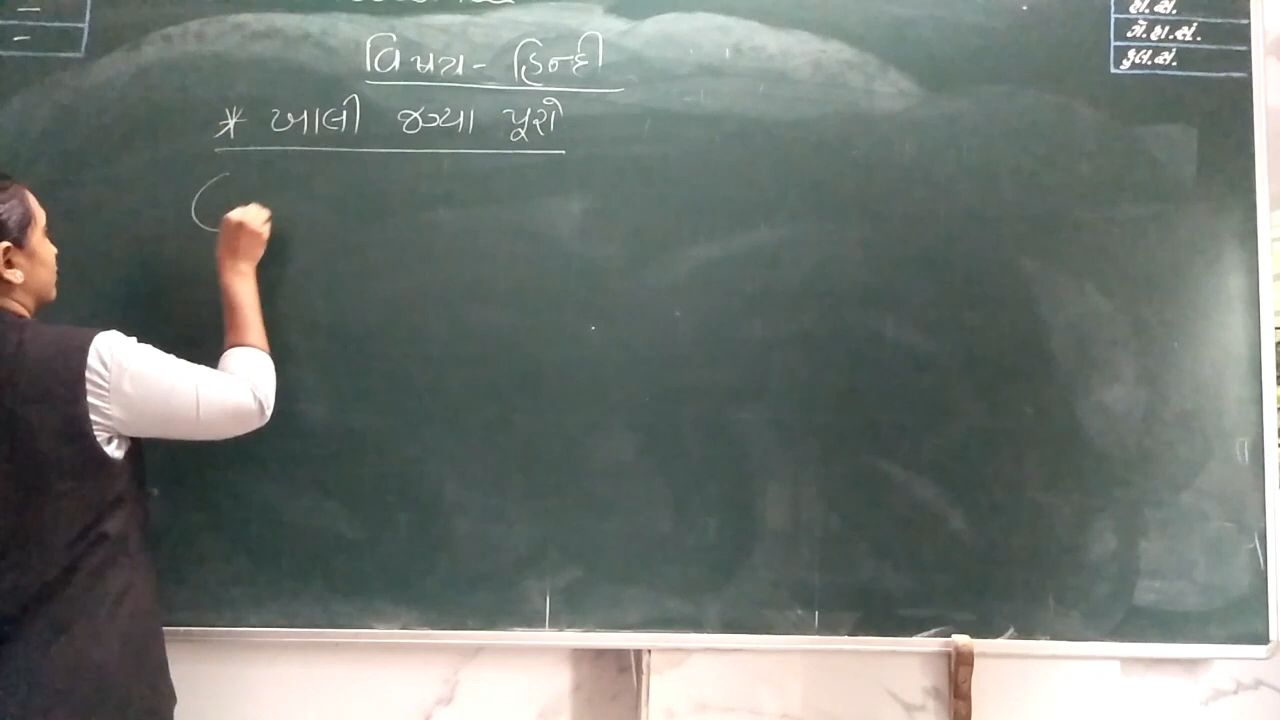 વિષય - હિન્દી
* ખાલી જગ્યા પૂરો
હા.સં.
ગે.હા.સં.
કુલ.સં.